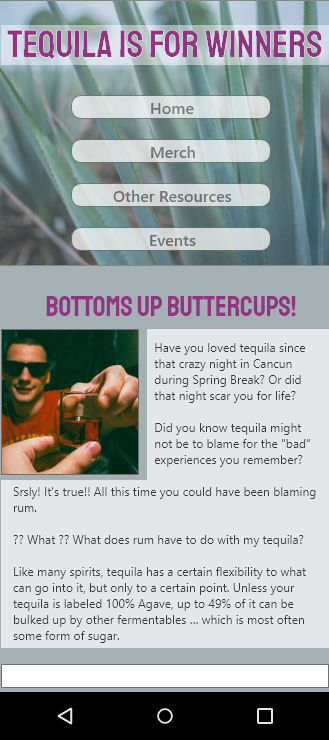 TEQUILA IS FOR WINNERS
Home
Merch
Other Resources
Events
BOTTOMS UP BUTTERCUPS!
Have you loved tequila since
that crazy night in Cancun
during Spring Break? Or did
that night scar you for life?
Did you know tequila might
not be to blame for the "bad"
experiences you remember?
Srsly! It's true!! All this time you could have been blaming
rum.
?? What ?? What does rum have to do with my tequila?
Like many spirits, tequila has a certain flexibility to what
can go into it, but only to a certain point. Unless your
tequila is labeled 100% Agave, up to 49% of it can be
bulked up by other fermentables ... which is most often
some form of sugar.